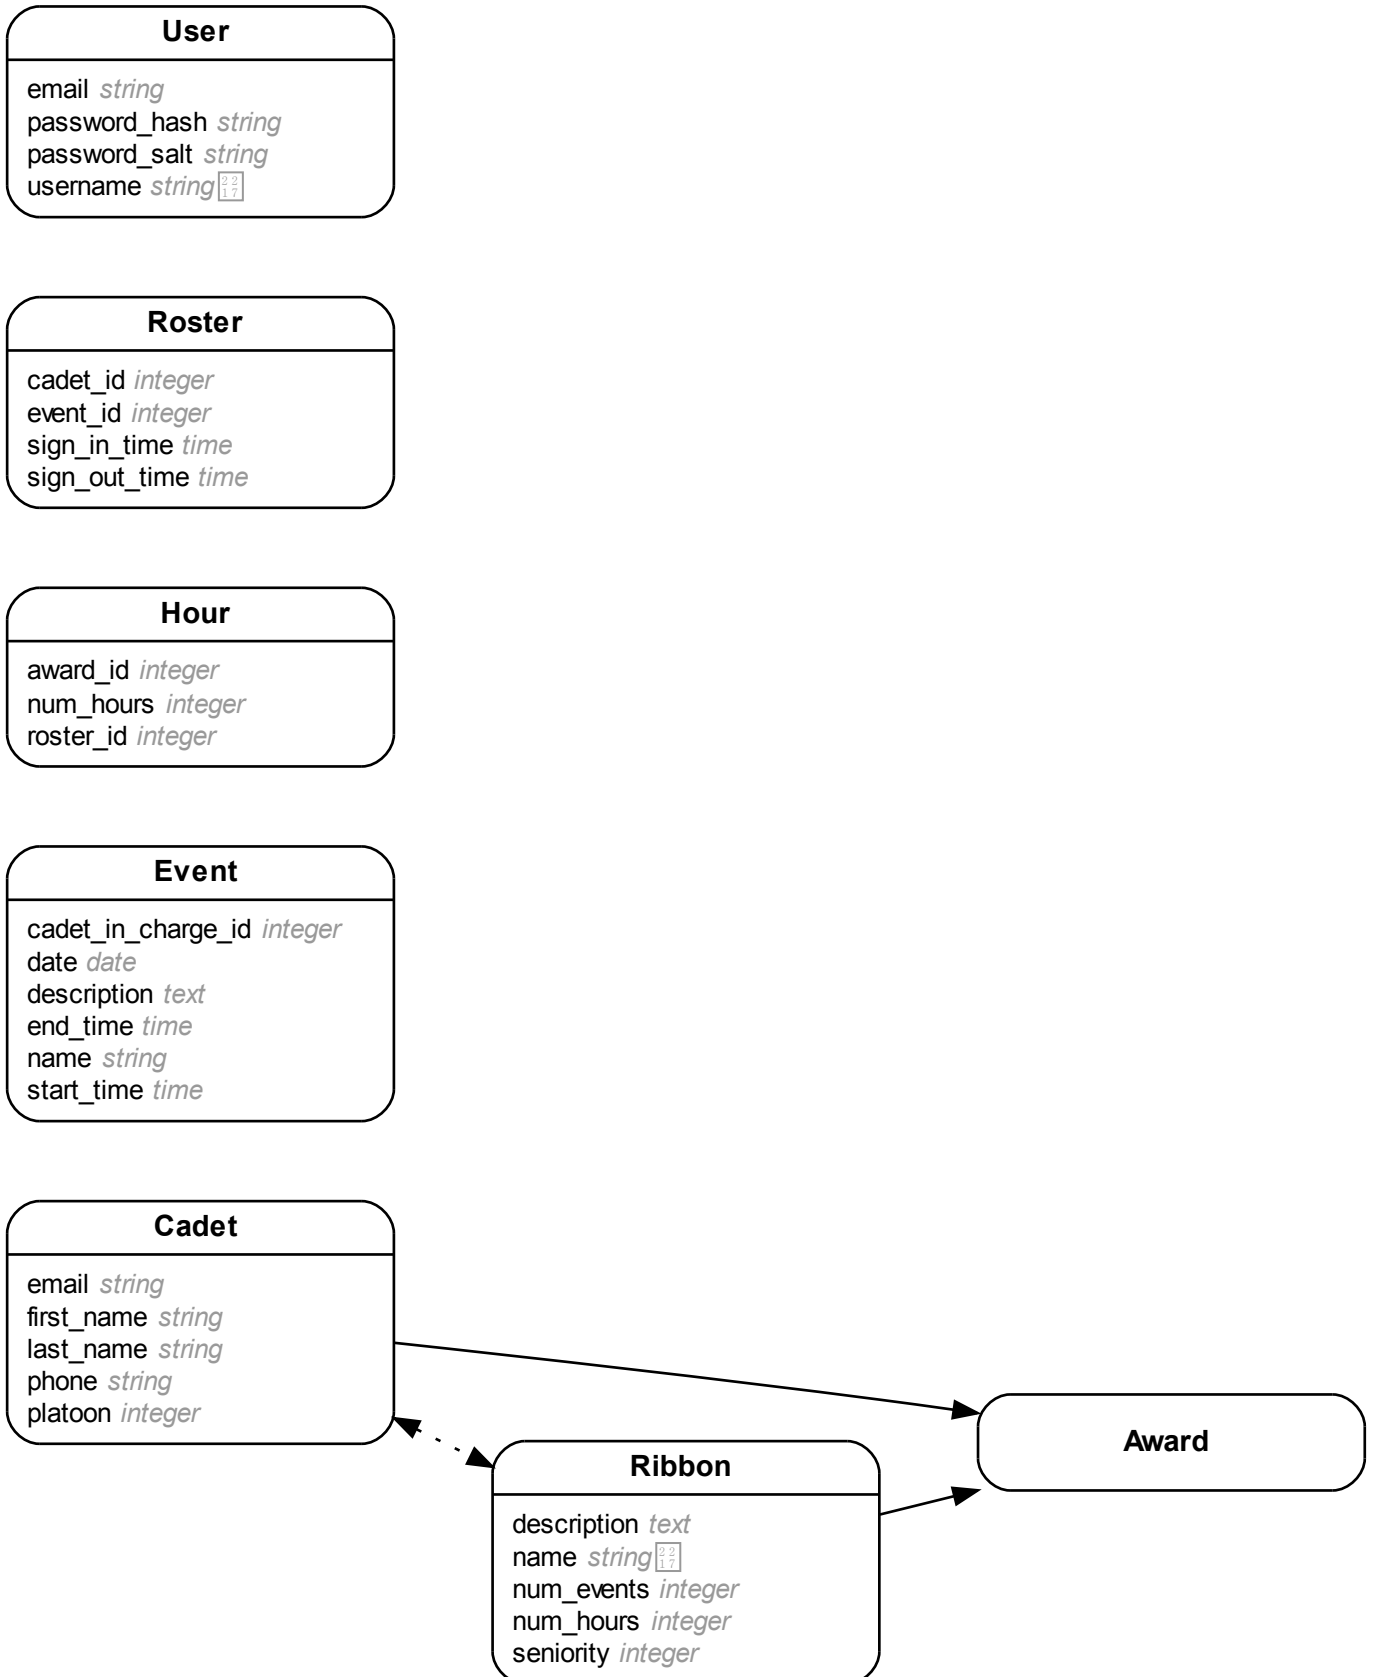 User
email string
password_hash string
password_salt string
username string
Roster
cadet_id integer
event_id integer
sign_in_time time
sign_out_time time
Hour
award_id integer
num_hours integer
roster_id integer
Event
cadet_in_charge_id integer
date date
description text
end_time time
name string
start_time time
Cadet
email string
first_name string
last_name string
phone string
platoon integer
Award
Ribbon
description text
name string
num_events integer
num_hours integer
seniority integer